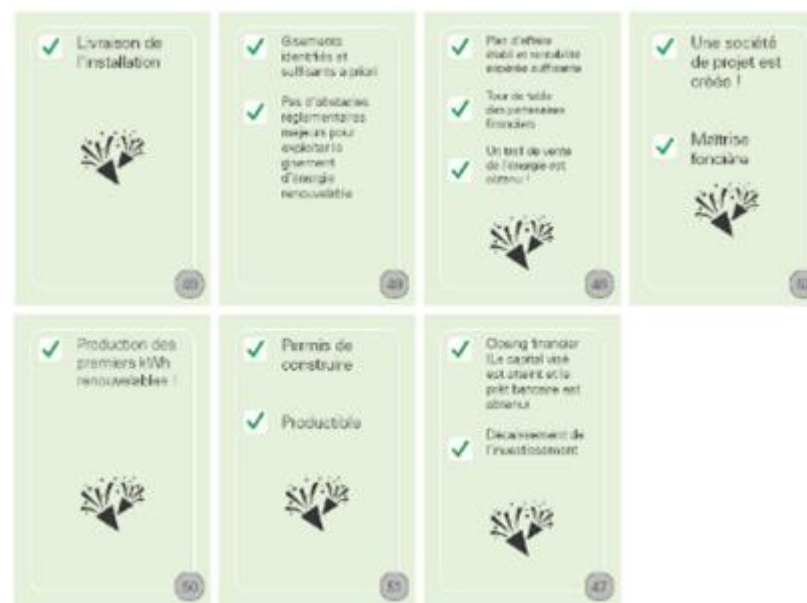 Livraison de
l'installation
Gisements
identifiés et
suffisants a priori
Pas d'obstacles
réglementaires
majeurs pour
exploiter le
gisement
d'énergie
renouvelable
49
Plan d'affaire
établi et rentabilité
espérée suffisante
Tour de table
des partenaires
financiers
Un tarif de vente
de l'énergie est
obtenu !
Une société
de projet est
créée !
Maîtrise
foncière
Production des
premiers kWh
renouvelables !
50
Permis de
construire
Productible
51
Closing financier
(Le capital visé
est atteint et le
prêt bancaire est
obtenu)
Décaissement de
l'investissement
47